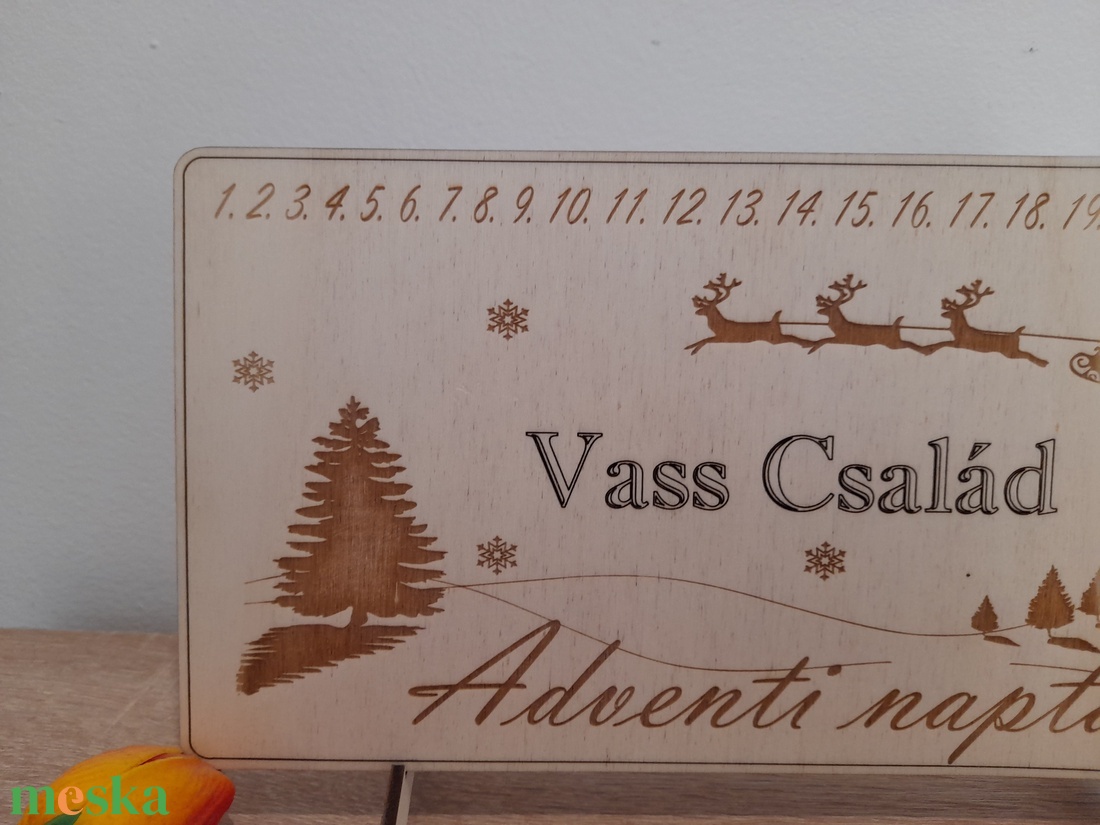 1. 2. 3. 4. 5. 6. 7. 8. 9. 10. 11. 12. 13. 14. 15. 16. 17. 18. 19.
Vass Család
Adventi
meska